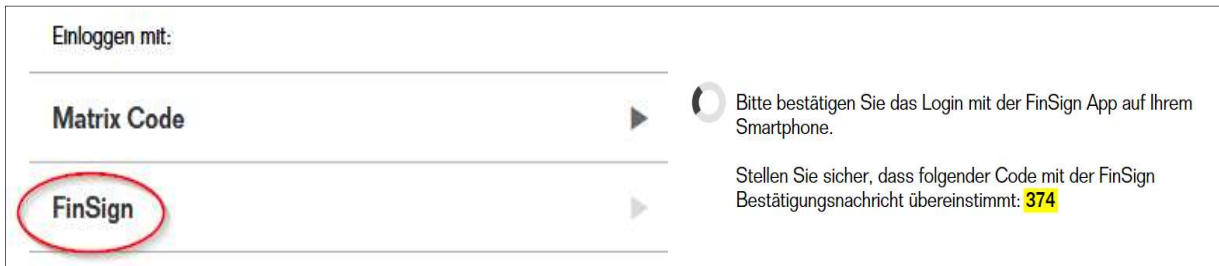 Einloggen mit:
Matrix Code
FinSign
Bitte bestätigen Sie das Login mit der FinSign App auf Ihrem
Smartphone.
Stellen Sie sicher, dass folgender Code mit der FinSign
Bestätigungsnachricht übereinstimmt: 374